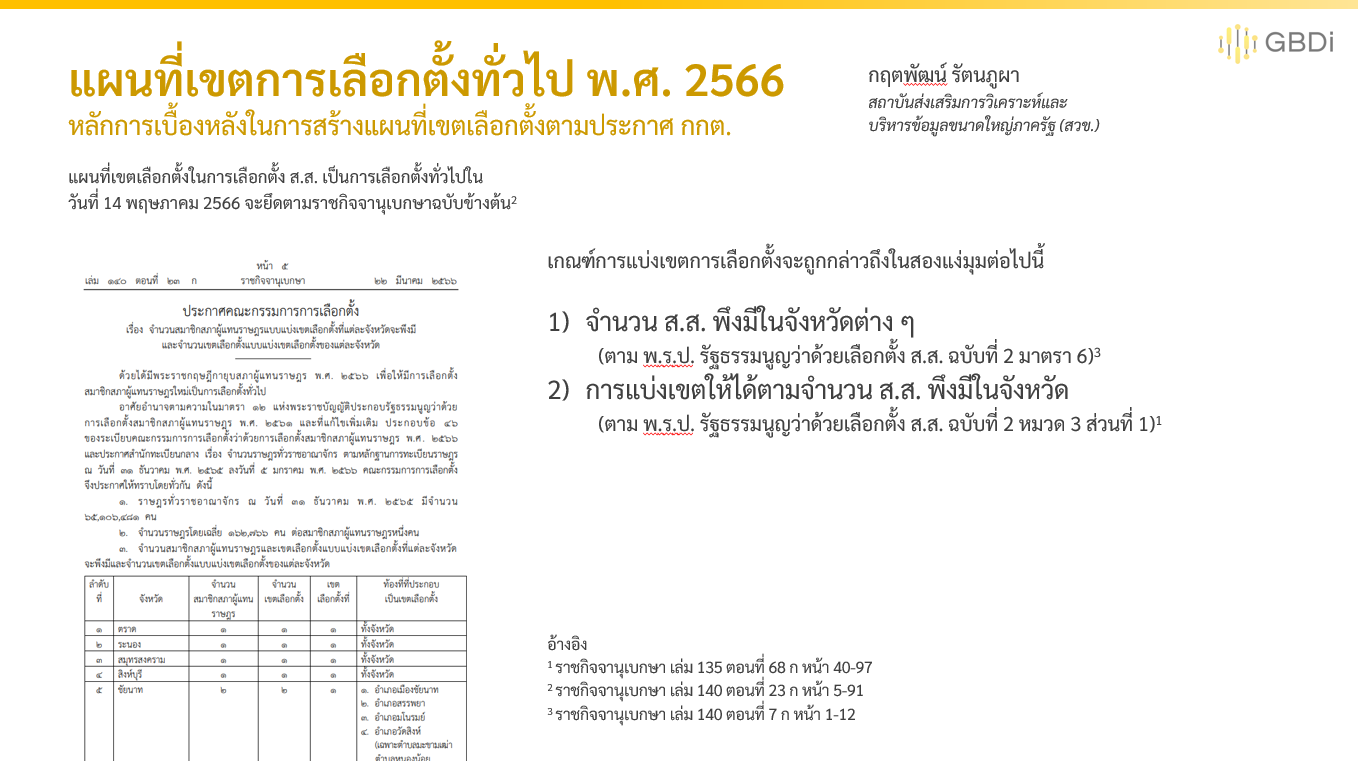 GBDi
แผนที่เขตการเลือกตั้งทั่วไป พ.ศ. 2566
หลักการเบื้องหลังในการสร้างแผนที่เขตเลือกตั้งตามประกาศ กกต.
กฤตพัฒน์ รัตนภูผา
สถาบันส่งเสริมการวิเคราะห์และ
บริหารข้อมูลขนาดใหญ่ภาครัฐ (สวข.)
แผนที่เขตเลือกตั้งในการเลือกตั้ง ส.ส. เป็นการเลือกตั้งทั่วไปใน
วันที่ 14 พฤษภาคม 2566 จะยึดตามราชกิจจานุเบกษาฉบับข้างต้น²
หน้า ๕
เล่ม ๑๔๐ ตอนที่ ๒๓ ก ราชกิจจานุเบกษา ๒๒ มีนาคม ๒๕๖๖
ประกาศคณะกรรมการการเลือกตั้ง
เรื่อง จำนวนสมาชิกสภาผู้แทนราษฎรแบบแบ่งเขตเลือกตั้งที่แต่ละจังหวัดจะพึงมี
และจำนวนเขตเลือกตั้งแบบแบ่งเขตเลือกตั้งของแต่ละจังหวัด
ด้วยได้มีพระราชกฤษฎีกายุบสภาผู้แทนราษฎร พ.ศ. ๒๕๖๖ เพื่อให้มีการเลือกตั้ง
สมาชิกสภาผู้แทนราษฎรใหม่เป็นการเลือกตั้งทั่วไป
อาศัยอำนาจตามความในมาตรา ๑๒ แห่งพระราชบัญญัติประกอบรัฐธรรมนูญว่าด้วย
การเลือกตั้งสมาชิกสภาผู้แทนราษฎร พ.ศ. ๒๕๖๑ และที่แก้ไขเพิ่มเติม ประกอบข้อ ๔๖
ของระเบียบคณะกรรมการการเลือกตั้งว่าด้วยการเลือกตั้งสมาชิกสภาผู้แทนราษฎร พ.ศ. ๒๕๖๖
และประกาศสำนักทะเบียนกลาง เรื่อง จำนวนราษฎรทั่วราชอาณาจักร ตามหลักฐานการทะเบียนราษฎร
ณ วันที่ ๓๑ ธันวาคม พ.ศ. ๒๕๖๕ ลงวันที่ ๕ มกราคม พ.ศ. ๒๕๖๖ คณะกรรมการการเลือกตั้ง
จึงประกาศให้ทราบโดยทั่วกัน ดังนี้
๑. ราษฎรทั่วราชอาณาจักร ณ วันที่ ๓๑ ธันวาคม พ.ศ. ๒๕๖๕ มีจำนวน
๖๕,๑๐๖,๔๘๑ คน
๒. จำนวนราษฎรโดยเฉลี่ย ๑๖๒,๗๖๖ คน ต่อสมาชิกสภาผู้แทนราษฎรหนึ่งคน
๓. จำนวนสมาชิกสภาผู้แทนราษฎรและเขตเลือกตั้งแบบแบ่งเขตเลือกตั้งที่แต่ละจังหวัด
จะพึงมีและจำนวนเขตเลือกตั้งแบบแบ่งเขตเลือกตั้งของแต่ละจังหวัด
ลำดับ จำนวน จำนวน เขต ท้องที่ที่ประกอบ
ที่ จังหวัด สมาชิกสภาผู้แทน เขตเลือกตั้ง เลือกตั้งที่ เป็นเขตเลือกตั้ง
ราษฎร
๑ ตราด ๑ ๑ ๑ ทั้งจังหวัด
๒ ระนอง ๑ ๑ ๑ ทั้งจังหวัด
๓ สมุทรสงคราม ๑ ๑ ๑ ทั้งจังหวัด
๔ สิงห์บุรี ๑ ๑ ๑ ทั้งจังหวัด
๕ ชัยนาท ๒ ๒ ๑ ๑. อำเภอเมืองชัยนาท
๒. อำเภอสรรพยา
๓. อำเภอมโนรมย์
๔. อำเภอวัดสิงห์
(เฉพาะตำบลมะขามเฒ่า
ตำบลหนองน้อย
เกณฑ์การแบ่งเขตการเลือกตั้งจะถูกกล่าวถึงในสองแง่มุมต่อไปนี้
1) จำนวน ส.ส. พึงมีในจังหวัดต่าง ๆ
(ตาม พ.ร.ป. รัฐธรรมนูญว่าด้วยเลือกตั้ง ส.ส. ฉบับที่ 2 มาตรา 6)³
2) การแบ่งเขตให้ได้ตามจำนวน ส.ส. พึงมีในจังหวัด
(ตาม พ.ร.ป. รัฐธรรมนูญว่าด้วยเลือกตั้ง ส.ส. ฉบับที่ 2 หมวด 3 ส่วนที่ 1)¹
อ้างอิง
¹ ราชกิจจานุเบกษา เล่ม 135 ตอนที่ 68 ก หน้า 40-97
² ราชกิจจานุเบกษา เล่ม 140 ตอนที่ 23 ก หน้า 5-91
³ ราชกิจจานุเบกษา เล่ม 140 ตอนที่ 7 ก หน้า 1-12